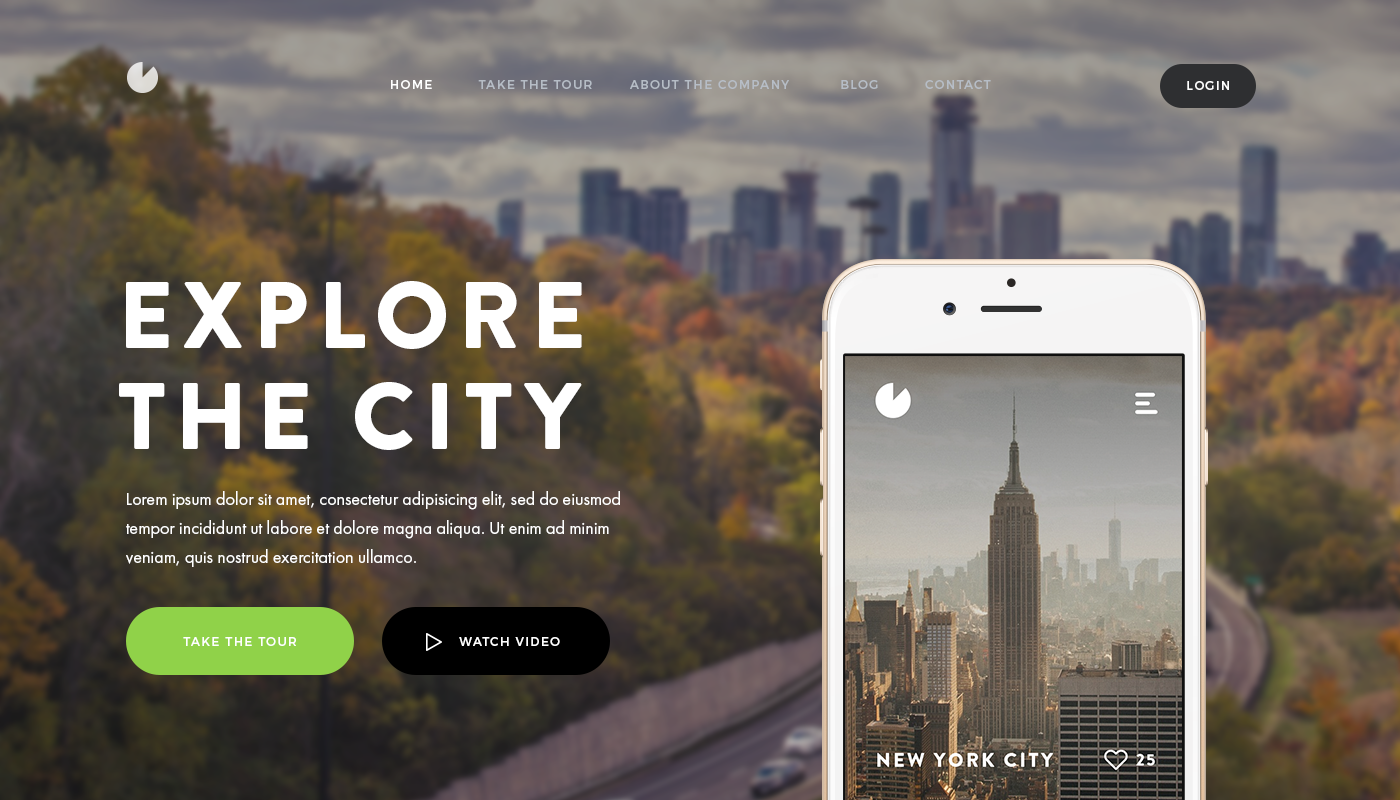 HOME TAKE THE TOUR ABOUT THE COMPANY BLOG CONTACT LOGIN
EXPLORE
THE CITY
Lorem ipsum dolor sit amet, consectetur adipisicing elit, sed do eiusmod
tempor incididunt ut labore et dolore magna aliqua. Ut enim ad minim
veniam, quis nostrud exercitation ullamco.
TAKE THE TOUR WATCH VIDEO
NEW YORK CITY 25